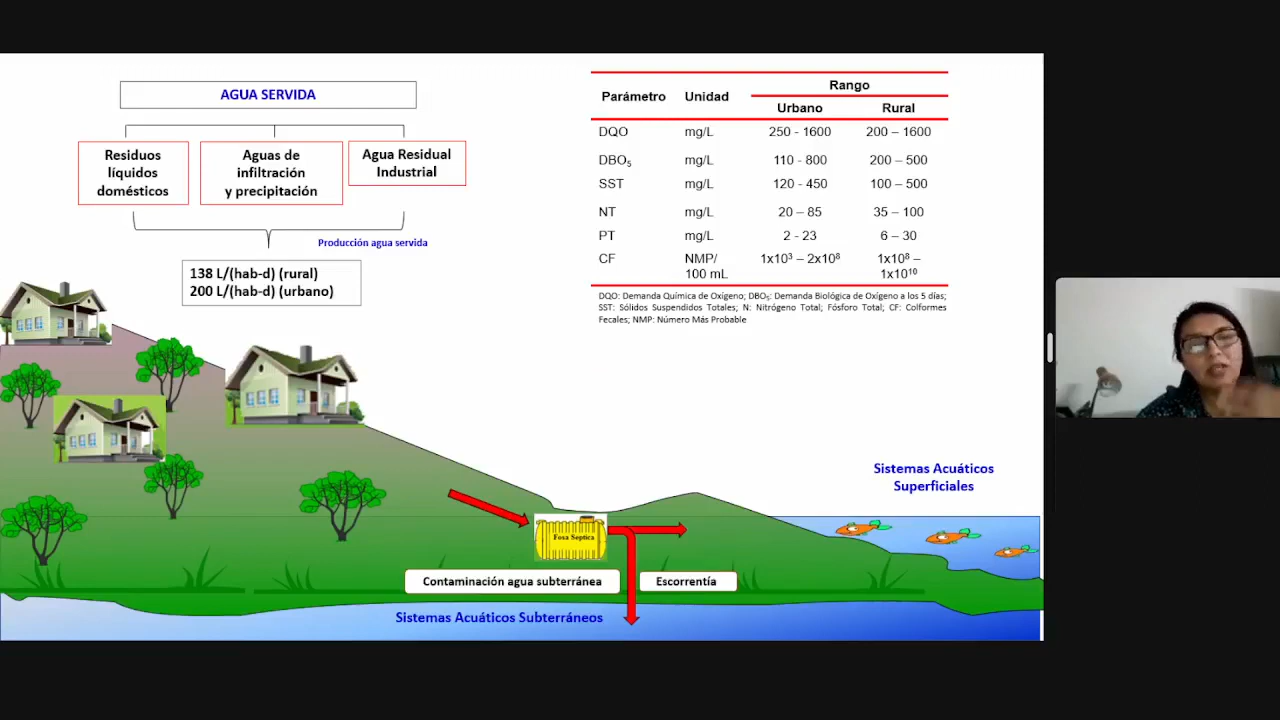 AGUA SERVIDA
Residuos
líquidos
domésticos
Aguas de
infiltración
y precipitación
Agua Residual
Industrial
Producción agua servida
138 L/(hab-d) (rural)
200 L/(hab-d) (urbano)
Parámetro Unidad Rango
Urbano Rural
DQO mg/L 250 - 1600 200 – 1600
DBO₅ mg/L 110 - 800 200 – 500
SST mg/L 120 - 450 100 – 500
NT mg/L 20 – 85 35 – 100
PT mg/L 2 - 23 6 – 30
CF NMP/ 1x10³ – 2x10⁸ 1x10⁸ –
100 mL 1x10¹⁰
DQO: Demanda Química de Oxígeno; DBO₅: Demanda Biológica de Oxígeno a los 5 días;
SST: Sólidos Suspendidos Totales; N: Nitrógeno Total; Fósforo Total; CF: Colformes
Fecales; NMP: Número Más Probable
Sistemas Acuáticos
Superficiales
Fosa Septica
Contaminación agua subterránea
Escorrentía
Sistemas Acuáticos Subterráneos